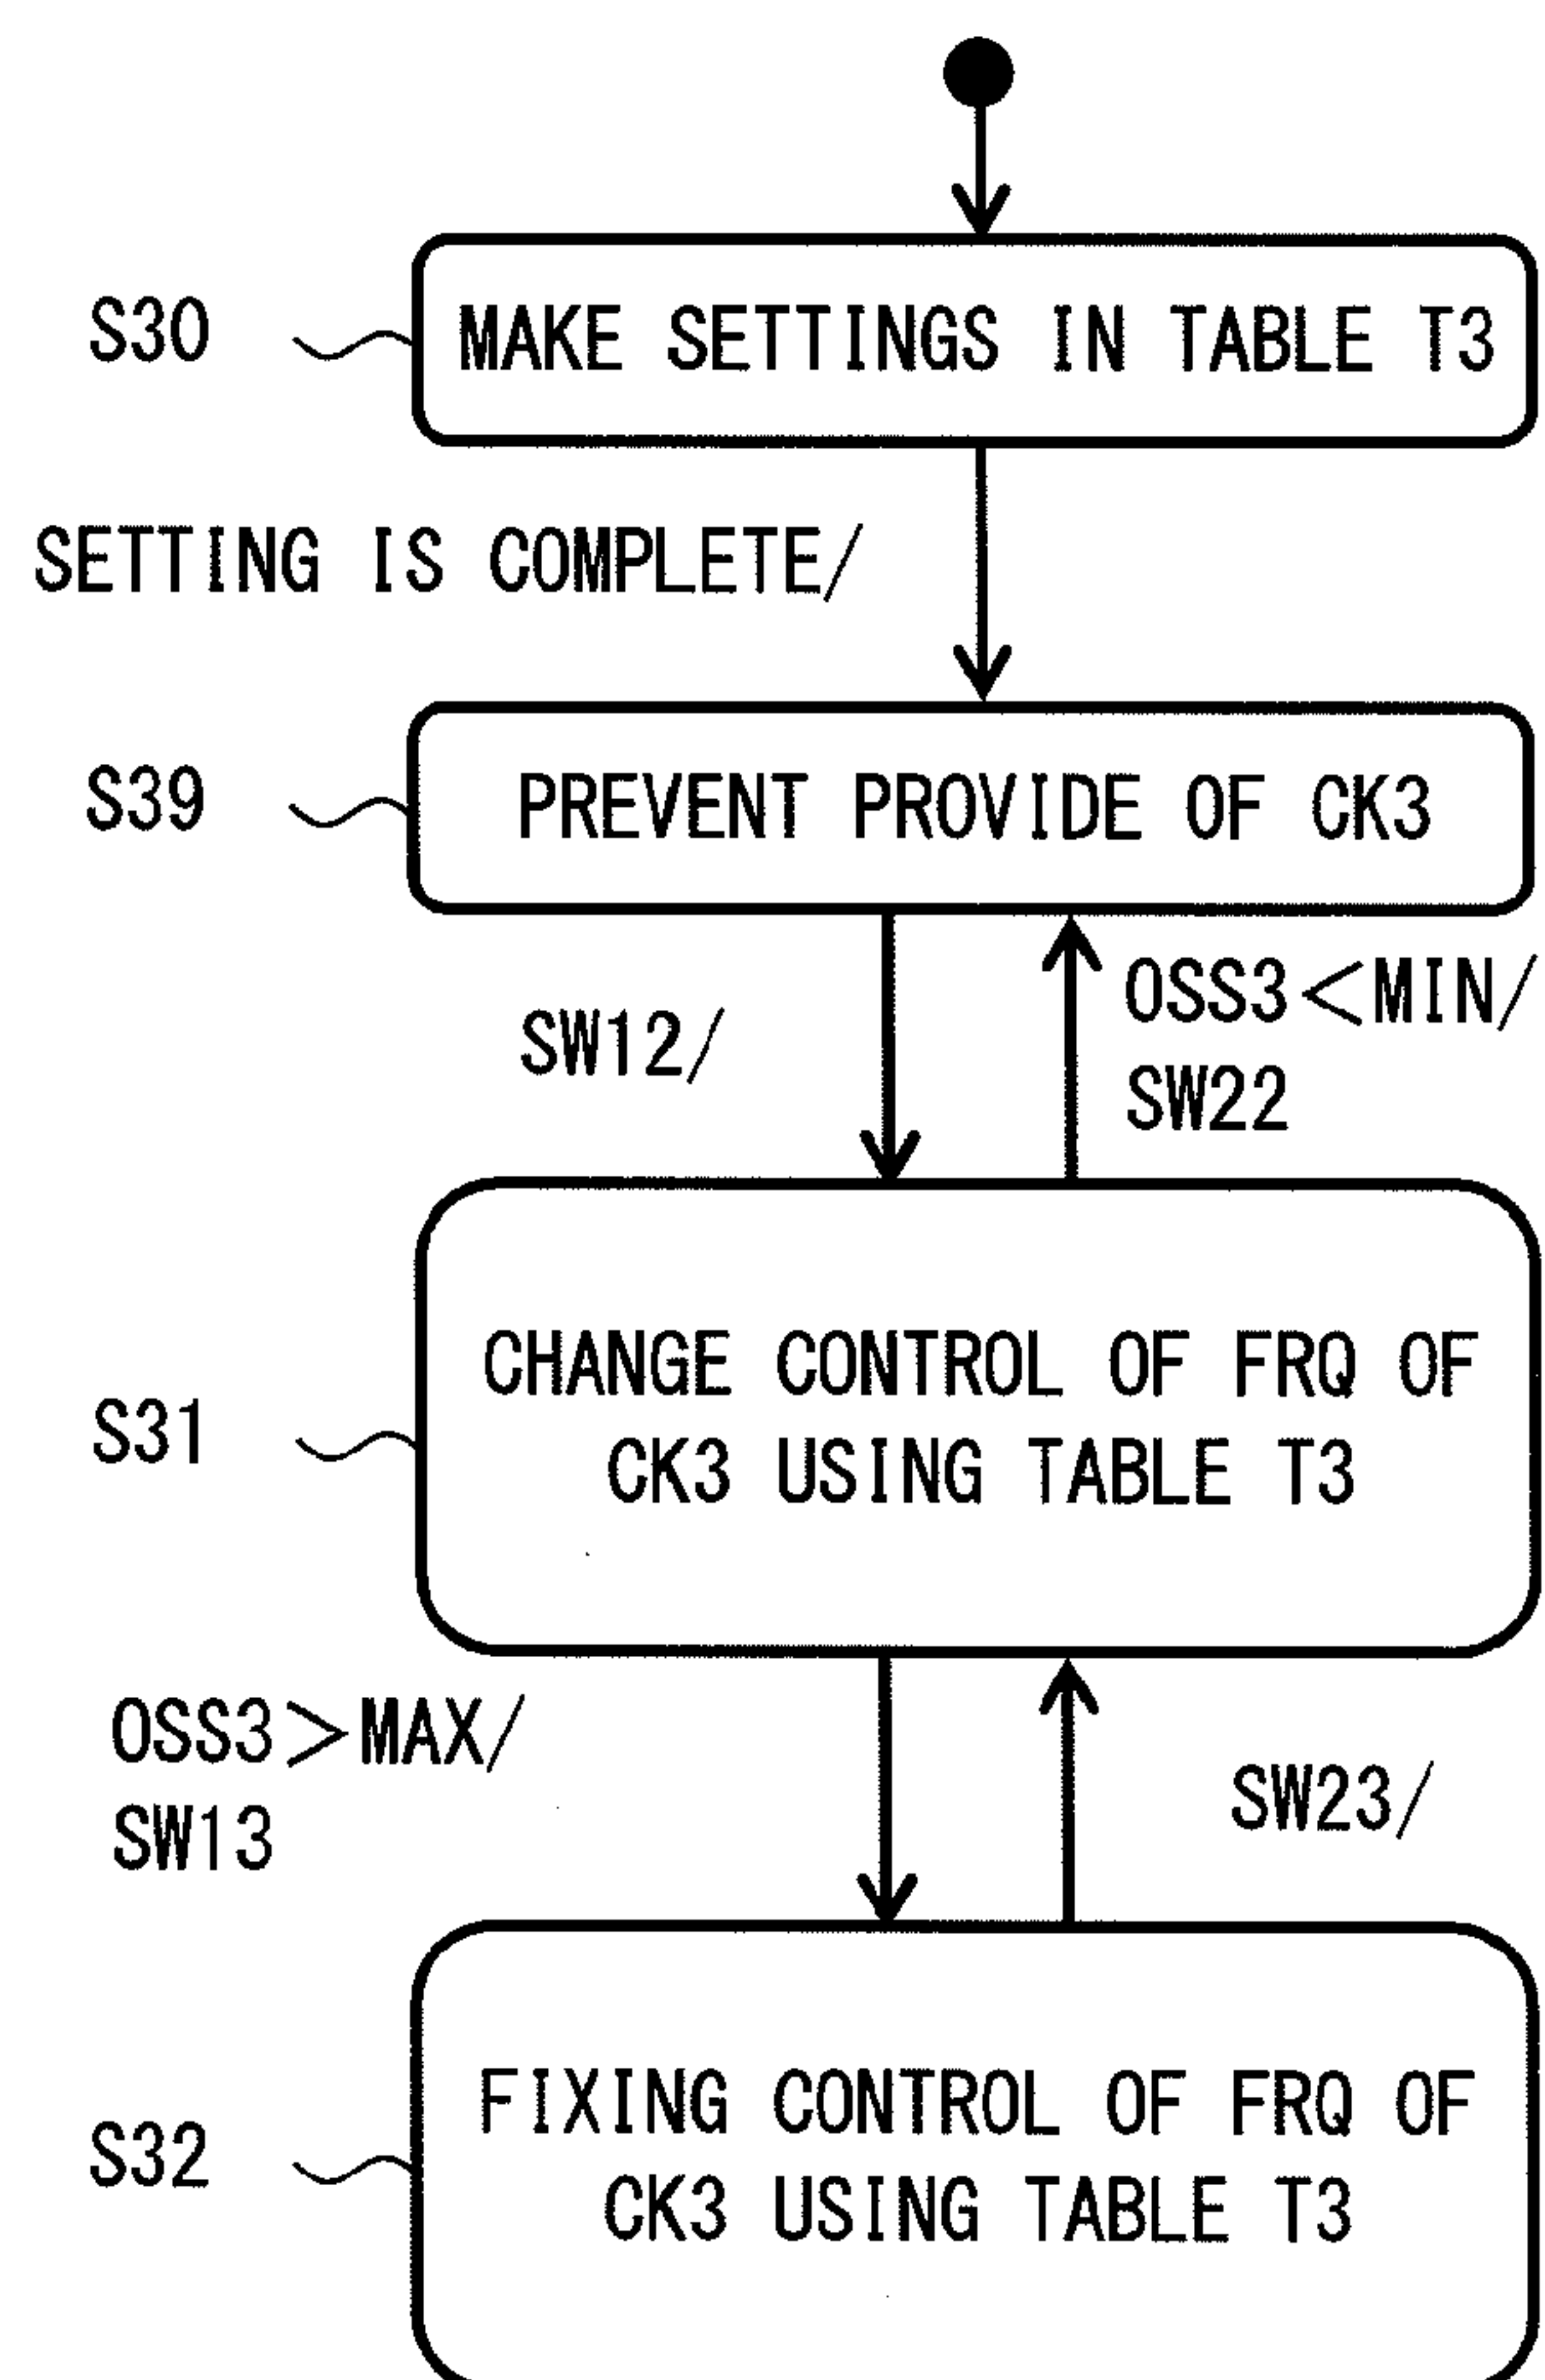 S30
MAKE SETTINGS IN TABLE T3
SETTING IS COMPLETE/
S39
PREVENT PROVIDE OF CK3
SW12/
OSS3<MIN/
SW22
S31
CHANGE CONTROL OF FRQ OF
CK3 USING TABLE T3
OSS3>MAX/
SW13
SW23/
S32
FIXING CONTROL OF FRQ OF
CK3 USING TABLE T3